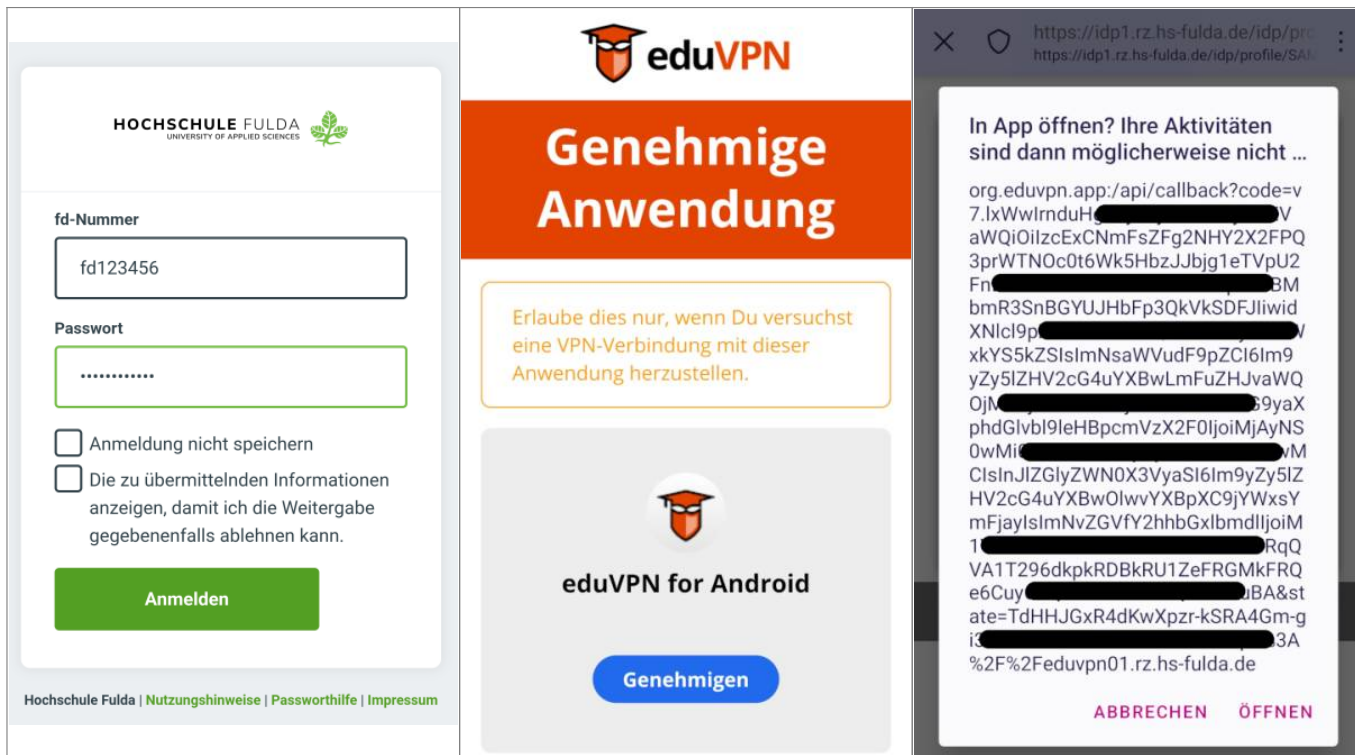 HOCHSCHULE FULDA
UNIVERSITY OF APPLIED SCIENCES
fd-Nummer
fd123456
Passwort
••••••••••••
Anmeldung nicht speichern
Die zu übermittelnden Informationen
anzeigen, damit ich die Weitergabe
gegebenenfalls ablehnen kann.
Anmelden
Hochschule Fulda | Nutzungshinweise | Passworthilfe | Impressum
eduVPN
Genehmige
Anwendung
Erlaube dies nur, wenn Du versuchst
eine VPN-Verbindung mit dieser
Anwendung herzustellen.
eduVPN for Android
Genehmigen
https://idp1.rz.hs-fulda.de/idp/pro
https://idp1.rz.hs-fulda.de/idp/profile/SAM
In App öffnen? Ihre Aktivitäten
sind dann möglicherweise nicht ...
org.eduvpn.app:/api/callback?code=v
7.lxWwIrnduH V
aWQiOiIzcExCNmFsZFg2NHY2X2FPQ
3prWTNOc0t6Wk5HbzJJbjg1eTVpU2
Fn BM
bmR3SnBGYUJHbFp3QkVkSDFJIiwid
XNlcl9p
xkYS5kZSIsImNsaWVudF9pZCI6Im9
yZy5lZHV2cG4uYXBwLmFuZHJvaWQ
OjM 9yaX
phdGlvbl9leHBpcmVzX2F0IjoiMjAyNS
0wMi M
CIsInJlZGlyZWN0X3VyaSI6Im9yZy5lZ
HV2cG4uYXBwOlwvYXBpXC9jYWxsY
mFjayIsImNvZGVfY2hhbGxlbmdlIjoiM
1 RqQ
VA1T296dkpkRDBkRU1ZeFRGMkFRQ
e6Cuy uBA&st
ate=TdHHJGxR4dKwXpzr-kSRA4Gm-g
i3 3A
%2F%2Feduvpn01.rz.hs-fulda.de
ABBRECHEN ÖFFNEN